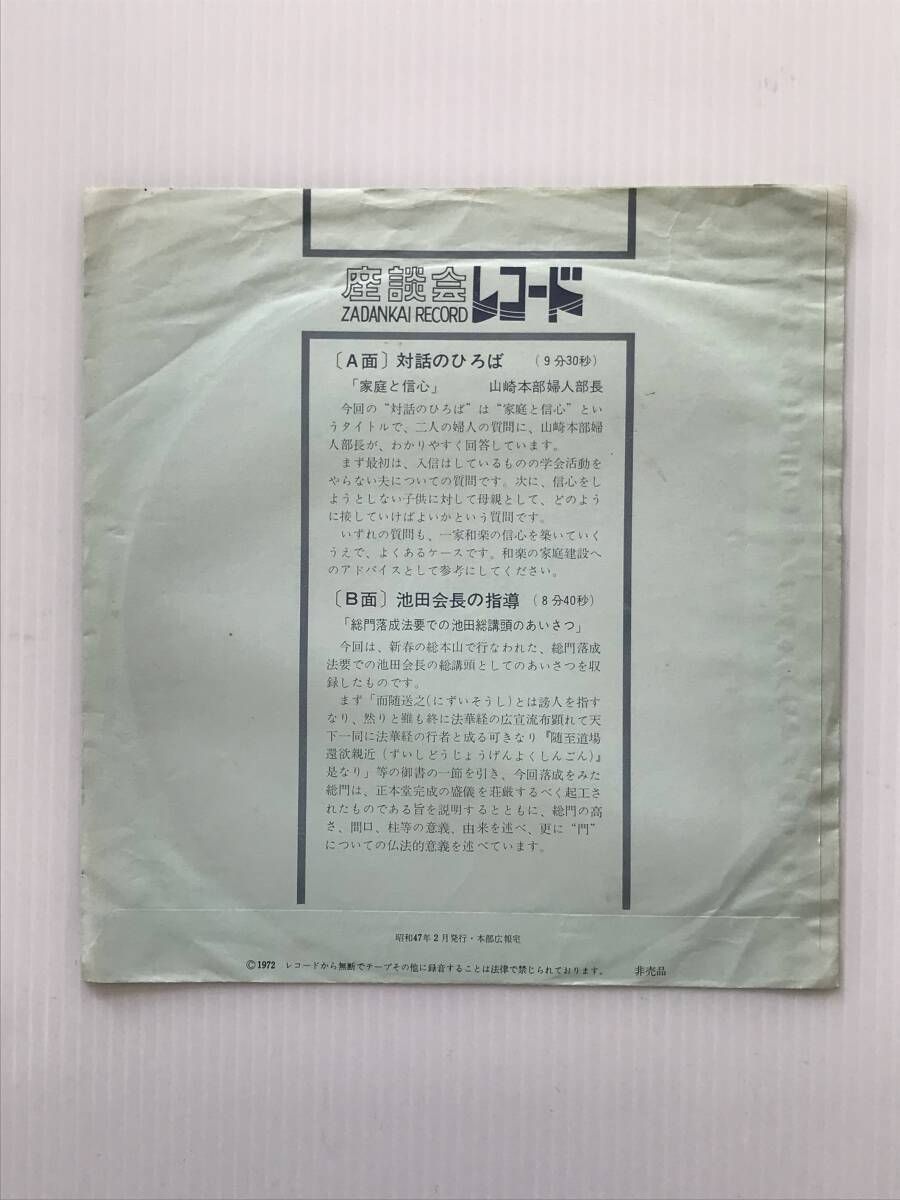 座談会レコード
ZADANKAI RECORD
〔A面〕対話のひろば （9分30秒）
「家庭と信心」 山崎本部婦人部長
今回の“対話のひろば”は“家庭と信心”とい
うタイトルで、二人の婦人の質問に、山崎本部婦
人部長が、わかりやすく回答しています。
まず最初は、入信はしているものの学会活動を
やらない夫についての質問です。次に、信心をし
ようとしない子供に対して母親として、どのよう
に接していけばよいかという質問です。
いずれの質問も、一家和楽の信心を築いていく
うえで、よくあるケースです。和楽の家庭建設へ
のアドバイスとして参考にしてください。
〔B面〕池田会長の指導 （8分40秒）
「総門落成法要での池田総講頭のあいさつ」
今回は、新春の総本山で行なわれた、総門落成
法要での池田会長の総講頭としてのあいさつを収
録したものです。
まず「而随送之（にずいそうし）とは謗人を指す
なり、然りと雖も終に法華経の広宣流布顕れて天
下一同に法華経の行者と成る可きなり『随至道場
還欲親近（ずいしどうじょうげんよくしんごん）』
是なり」等の御書の一節を引き、今回落成をみた
総門は、正本堂完成の盛儀を荘厳するべく起工さ
れたものである旨を説明するとともに、総門の高
さ、間口、柱等の意義、由来を述べ、更に“門”
についての仏法的意義を述べています。
昭和47年2月発行・本部広報室
©1972 レコードから無断でテープその他に録音することは法律で禁じられております。 非売品